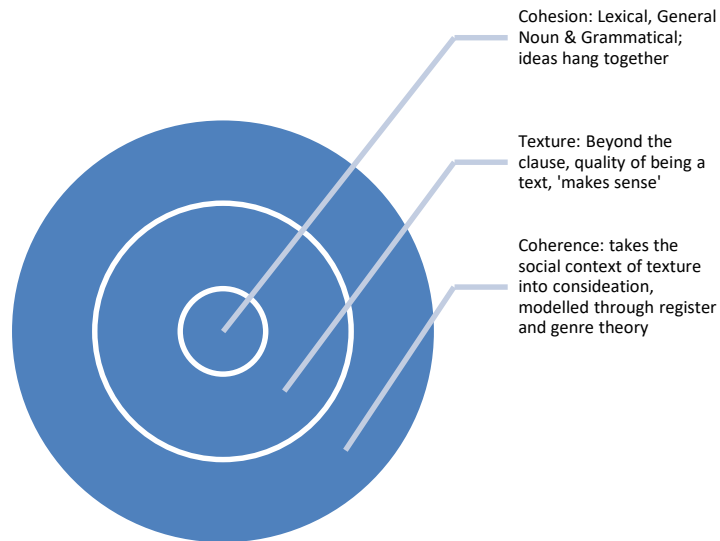 Cohesion: Lexical, General
Noun & Grammatical;
ideas hang together
Texture: Beyond the
clause, quality of being a
text, 'makes sense'
Coherence: takes the
social context of texture
into consideation,
modelled through register
and genre theory